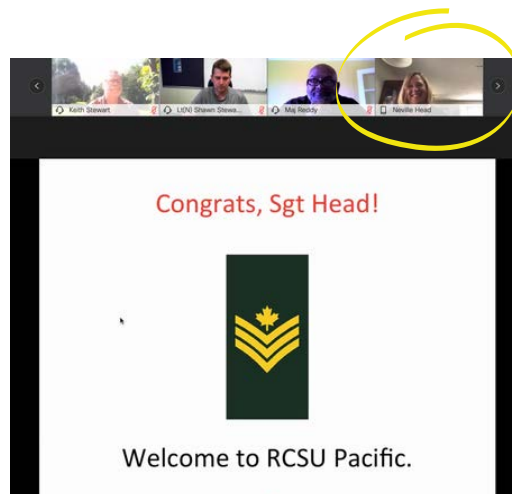 Keith Stewart
Lt(N) Shawn Stewa...
Maj Reddy
Neville Head
Congrats, Sgt Head!
Welcome to RCSU Pacific.